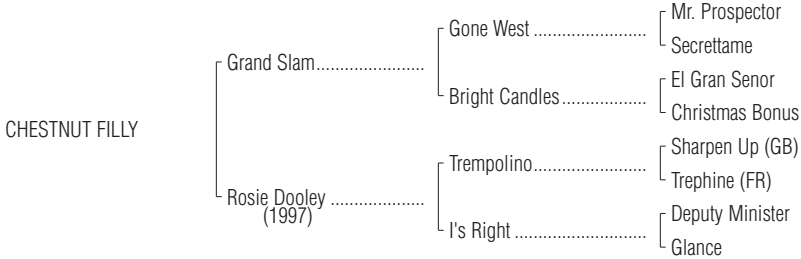 Mr. Prospector
Gone West ........................
Secrettame
Grand Slam.......................
El Gran Senor
Bright Candles..................
Christmas Bonus
CHESTNUT FILLY
Sharpen Up (GB)
Trempolino........................
Trephine (FR)
Rosie Dooley ....................
(1997)
Deputy Minister
I's Right ............................
Glance